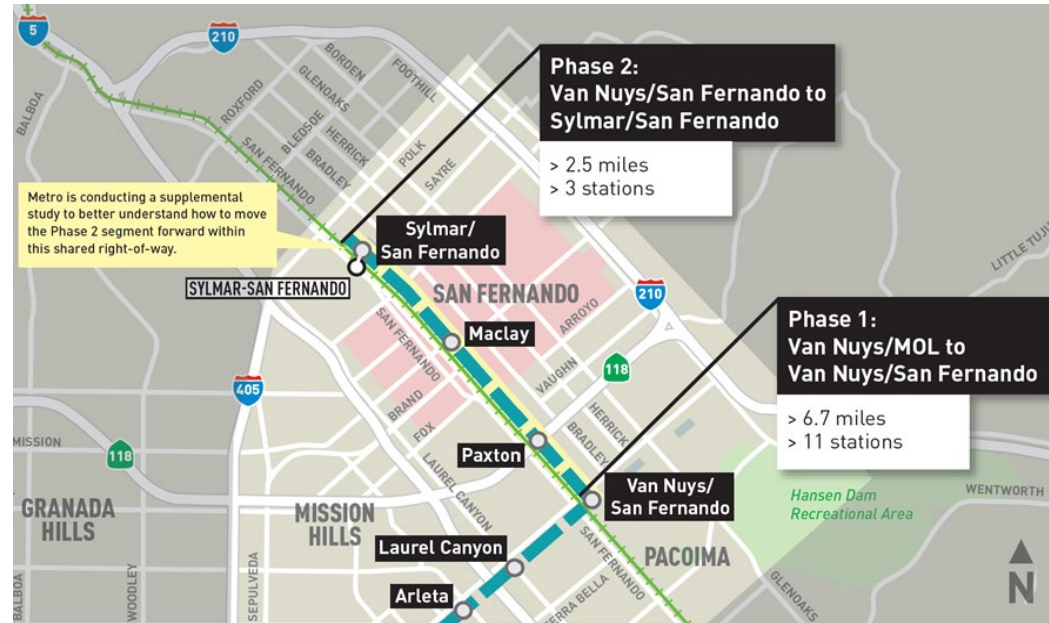 5
210
BALBOA
ROXFORD
BORDEN
GLENOAKS
FOOTHILL
BLEDSOE
HERRICK
BRADLEY
POLK
SAYRE
SAN FERNANDO
Phase 2:
Van Nuys/San Fernando to
Sylmar/San Fernando
> 2.5 miles
> 3 stations
Metro is conducting a supplemental
study to better understand how to move
the Phase 2 segment forward within
this shared right-of-way.
Sylmar/
San Fernando
SYLMAR-SAN FERNANDO
SAN FERNANDO
LITTLE TUJU
210
Phase 1:
Van Nuys/MOL to
Van Nuys/San Fernando
> 6.7 miles
> 11 stations
ARROYO
Maclay
SAN FERNANDO
VAUGHN
118
405
BRAND
FOX
HERRICK
BRADLEY
MISSION
118
Paxton
LAUREL CANYON
Van Nuys/
San Fernando
Hansen Dam
Recreational Area
WENTWORTH
GRANADA
HILLS
MISSION
HILLS
PACOIMA
SAN FERNANDO
Laurel Canyon
Arleta
BALBOA
WOODLEY
SEPULVEDA
ERRA BELLA
GLENOAKS
N